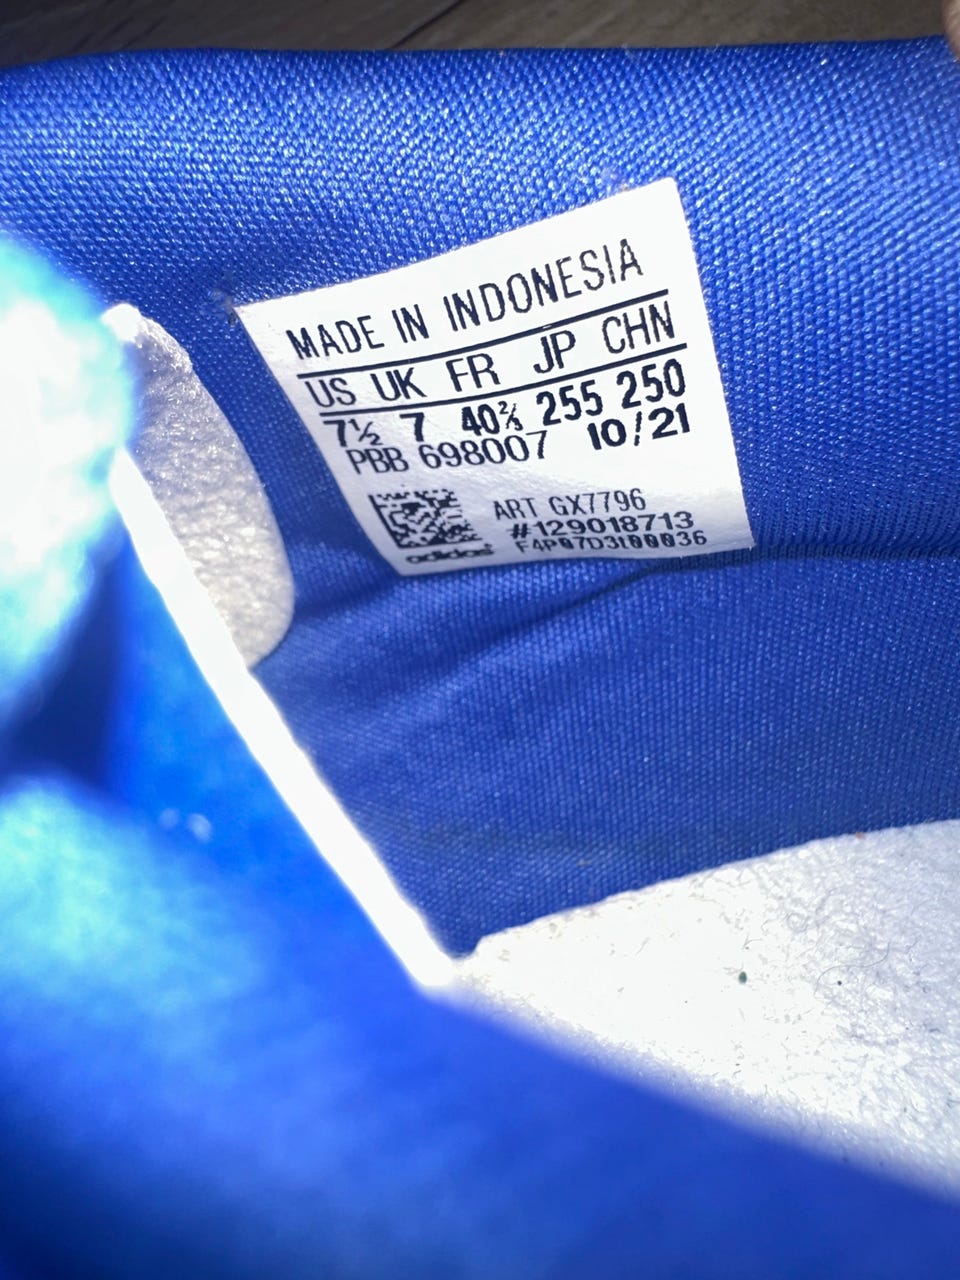 MADE IN INDONESIA
US UK FR JP CHN
7½ 7 40⅔ 255 250
PBB 698007 10/21
ART GX7796
#129018713
F4P07D3L00036
adidas